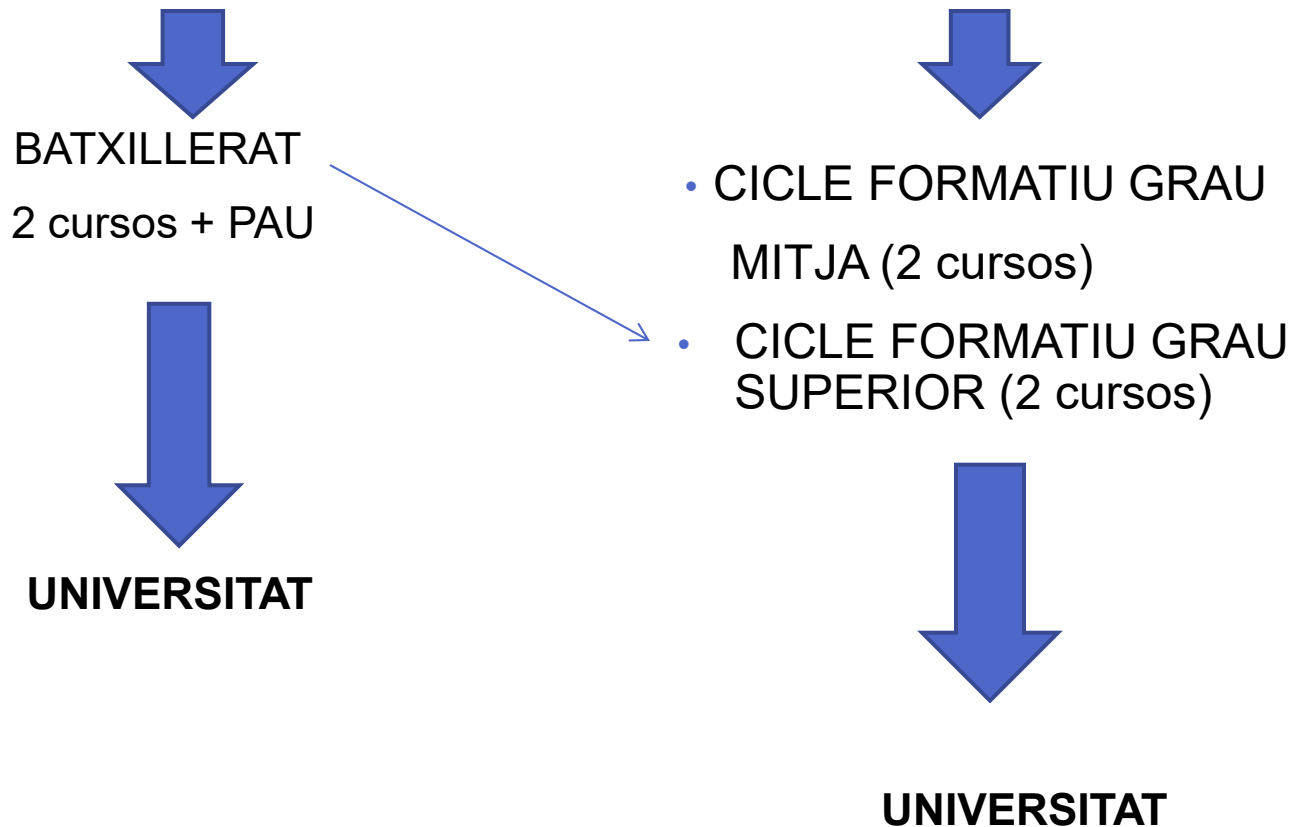 BATXILLERAT
2 cursos + PAU
UNIVERSITAT
• CICLE FORMATIU GRAU
MITJA (2 cursos)
• CICLE FORMATIU GRAU
SUPERIOR (2 cursos)
UNIVERSITAT